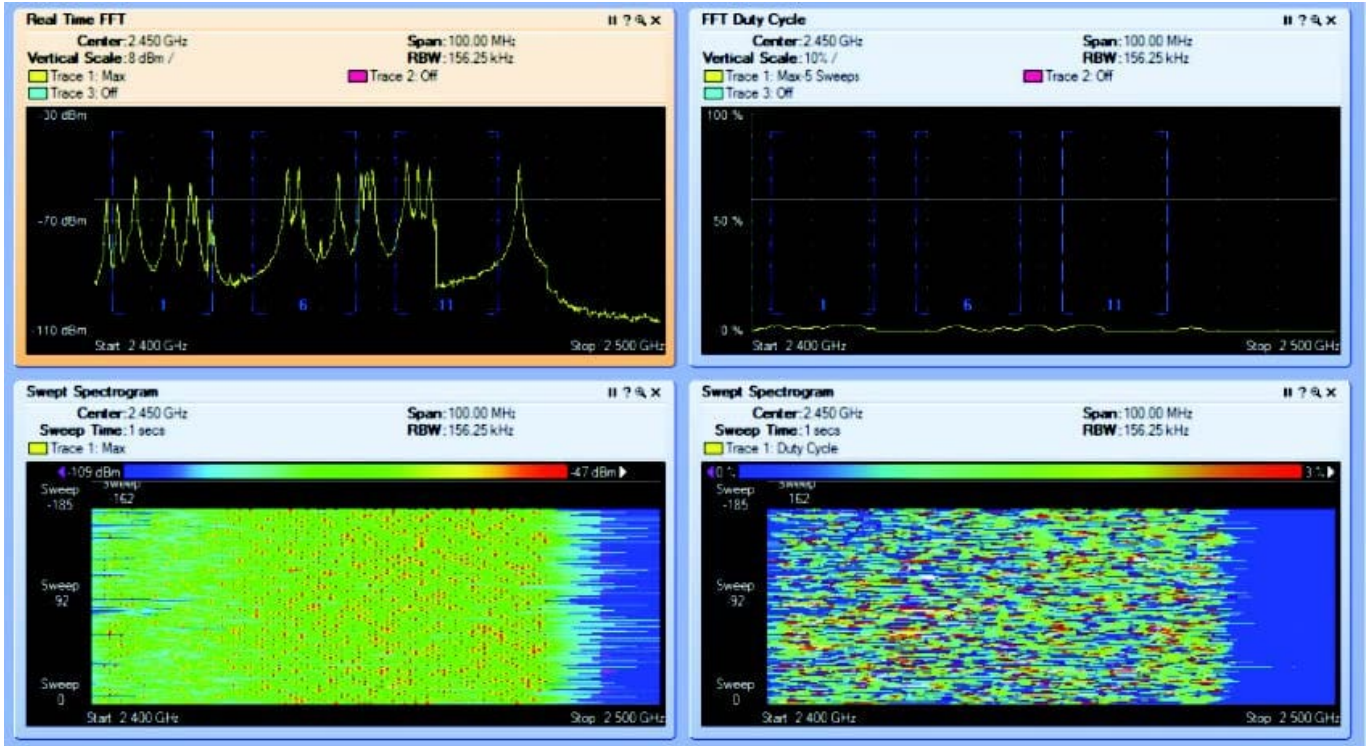 Real Time FFT
Center: 2.450 GHz Span: 100.00 MHz
Vertical Scale: 8 dBm / RBW: 156.25 kHz
Trace 1: Max Trace 2: Off
Trace 3: Off
-30 dBm
-70 dBm
1 6 11
-110 dBm
Start 2.400 GHz Stop 2.500 GHz
FFT Duty Cycle
Center: 2.450 GHz Span: 100.00 MHz
Vertical Scale: 10% / RBW: 156.25 kHz
Trace 1: Max-5 Sweeps Trace 2: Off
Trace 3: Off
100 %
50 %
1 6 11
0 %
Start 2.400 GHz Stop 2.500 GHz
Swept Spectrogram
Center: 2.450 GHz Span: 100.00 MHz
Sweep Time: 1 secs RBW: 156.25 kHz
Trace 1: Max
-109 dBm -47 dBm
Sweep Sweep
-185 -162
Sweep
-92
Sweep
0
Start 2.400 GHz Stop 2.500 GHz
Swept Spectrogram
Center: 2.450 GHz Span: 100.00 MHz
Sweep Time: 1 secs RBW: 156.25 kHz
Trace 1: Duty Cycle
0 % 3 %
Sweep Sweep
-185 -162
Sweep
-92
Sweep
0
Start 2.400 GHz Stop 2.500 GHz